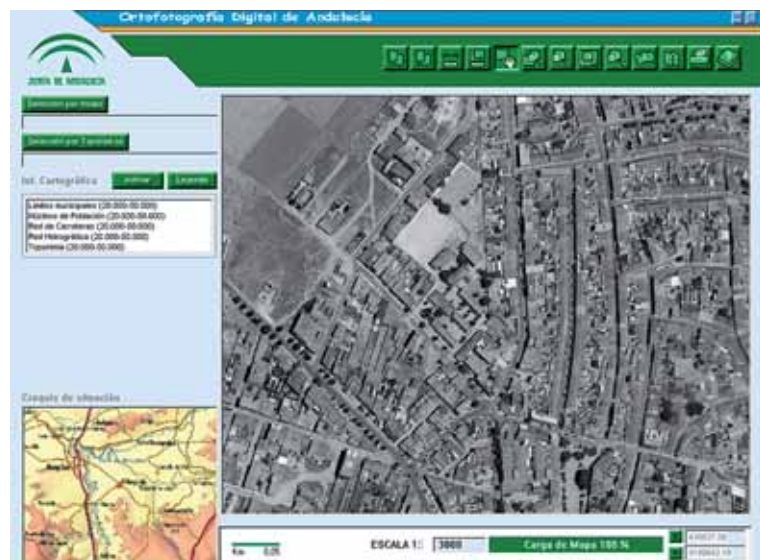 Ortofotografía Digital de Andalucía
JUNTA DE ANDALUCIA
Selección por Hojas
Selección por Topónimos
Inf. Cartográfica
Leyenda
Límites municipales (20.000-50.000)
Núcleos de Población (20.000-50.000)
Red de Carreteras (20.000-50.000)
Red Hidrográfica (20.000-50.000)
Toponimia (20.000-50.000)
Croquis de situación
Km 0,05
ESCALA 1: 3000
Carga de Mapa 100 %